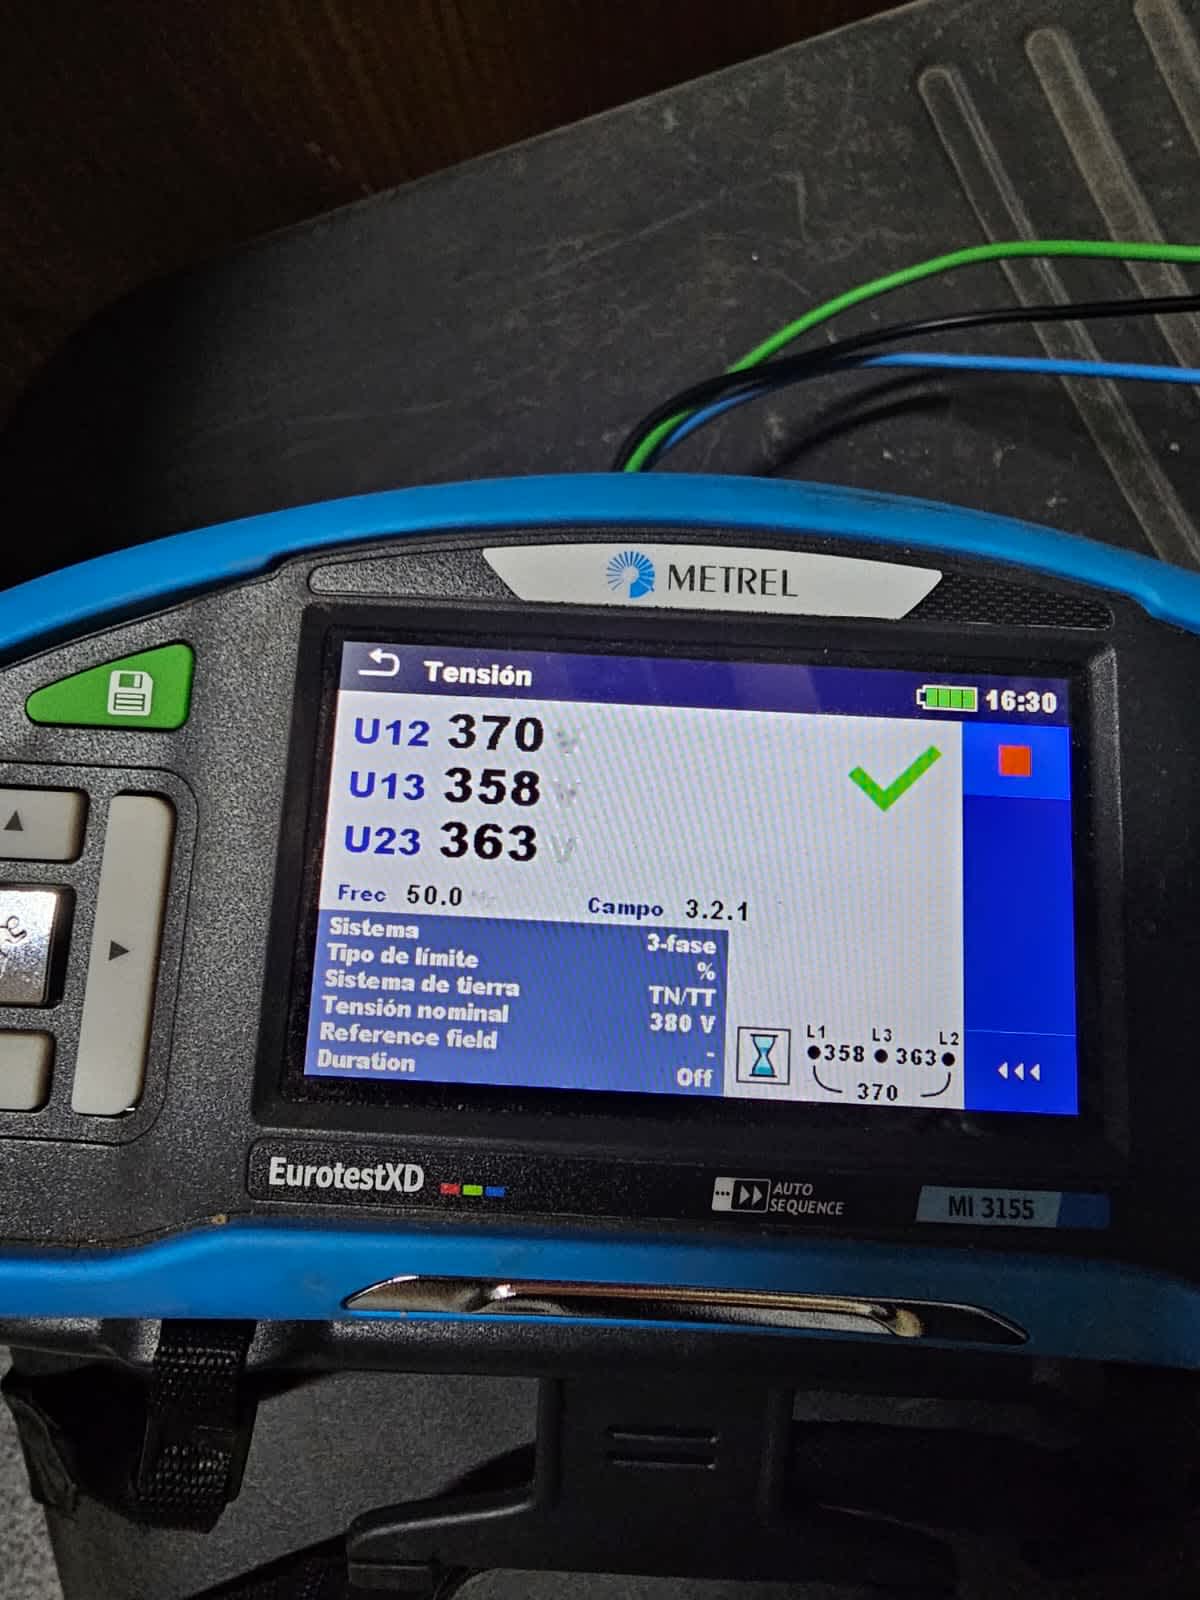 METREL
Tensión
16:30
U12 370 V
U13 358 V
U23 363 V
Frec 50.0 Hz
Campo 3.2.1
Sistema 3-fase
Tipo de límite %
Sistema de tierra TN/TT
Tensión nominal 380 V
Reference field -
Duration Off
L1 L3 L2
358 363
370
EurotestXD
AUTO
SEQUENCE
MI 3155